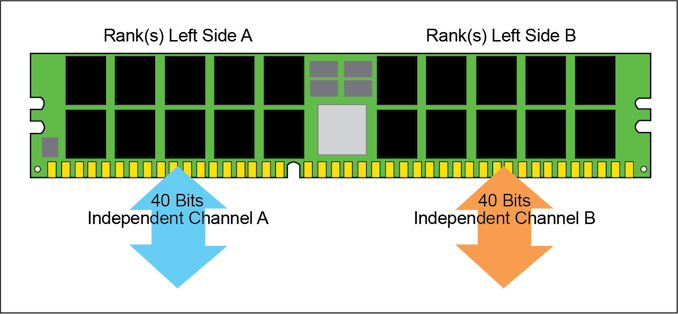 Rank(s) Left Side A
Rank(s) Left Side B
40 Bits
Independent Channel A
40 Bits
Independent Channel B